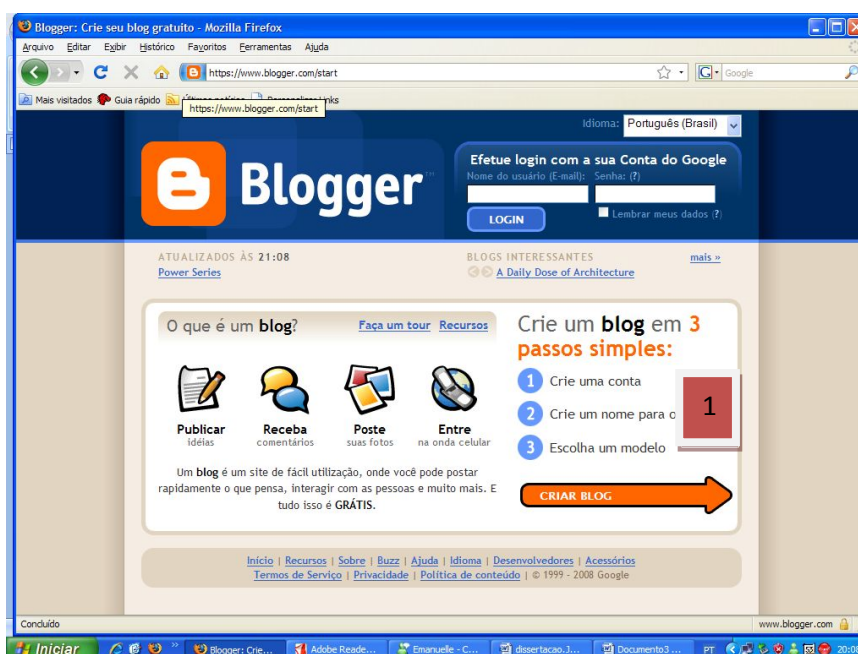 Blogger: Crie seu blog gratuito - Mozilla Firefox
Arquivo Editar Exibir Histórico Favoritos Ferramentas Ajuda
https://www.blogger.com/start
Google
Mais visitados Guia rápido Links
https://www.blogger.com/start
Idioma: Português (Brasil)
Blogger™
Efetue login com a sua Conta do Google
Nome do usuário (E-mail): Senha: (?)
LOGIN
Lembrar meus dados (?)
ATUALIZADOS ÀS 21:08
Power Series
BLOGS INTERESSANTES mais »
A Daily Dose of Architecture
O que é um blog? Faça um tour Recursos
Publicar
idéias
Receba
comentários
Poste
suas fotos
Entre
na onda celular
Um blog é um site de fácil utilização, onde você pode postar
rapidamente o que pensa, interagir com as pessoas e muito mais. E
tudo isso é GRÁTIS.
Crie um blog em 3
passos simples:
1 Crie uma conta
2 Crie um nome para o
3 Escolha um modelo
1
CRIAR BLOG
Início | Recursos | Sobre | Buzz | Ajuda | Idioma | Desenvolvedores | Acessórios
Termos de Serviço | Privacidade | Política de conteúdo | © 1999 - 2008 Google
Concluído
www.blogger.com
Iniciar
Blogger: Crie...
Adobe Reade...
Emanuelle - C...
dissertacao.J...
Documento3 ...
PT
20:08